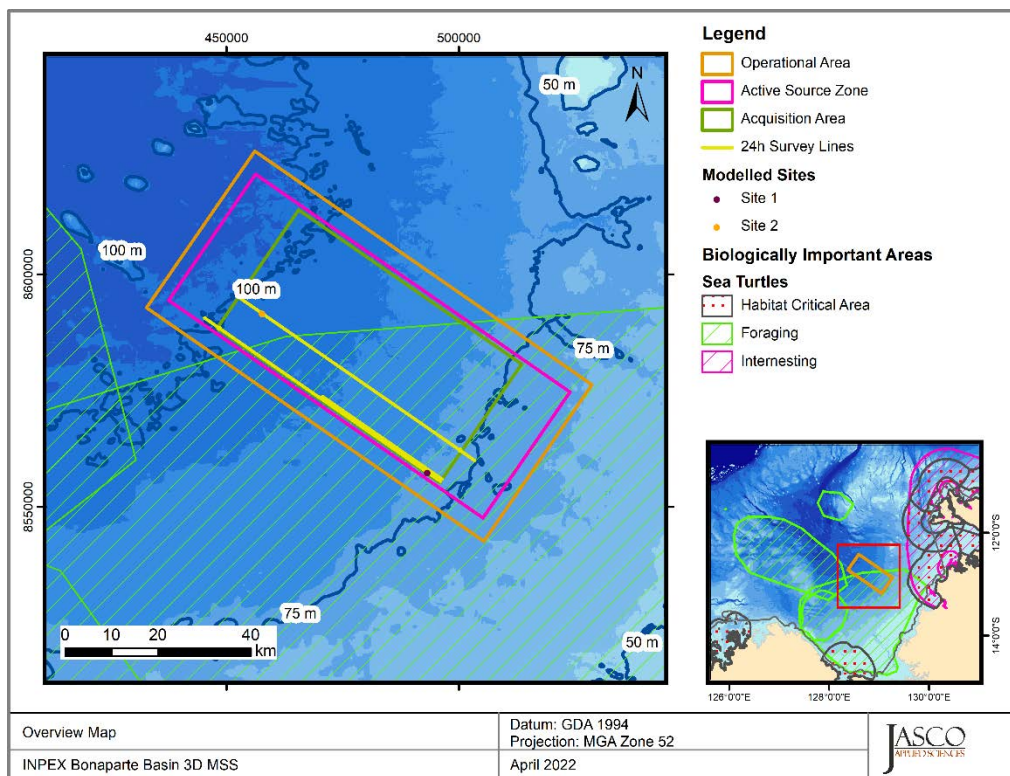 450000
500000
8600000
8550000
N
50 m
100 m
100 m
75 m
75 m
50 m
0 10 20 40
km
Legend
Operational Area
Active Source Zone
Acquisition Area
24h Survey Lines
Modelled Sites
Site 1
Site 2
Biologically Important Areas
Sea Turtles
Habitat Critical Area
Foraging
Internesting
12°0'0"S
14°0'0"S
126°0'0"E
128°0'0"E
130°0'0"E
Overview Map
Datum: GDA 1994
Projection: MGA Zone 52
INPEX Bonaparte Basin 3D MSS
April 2022
JASCO
APPLIED SCIENCES